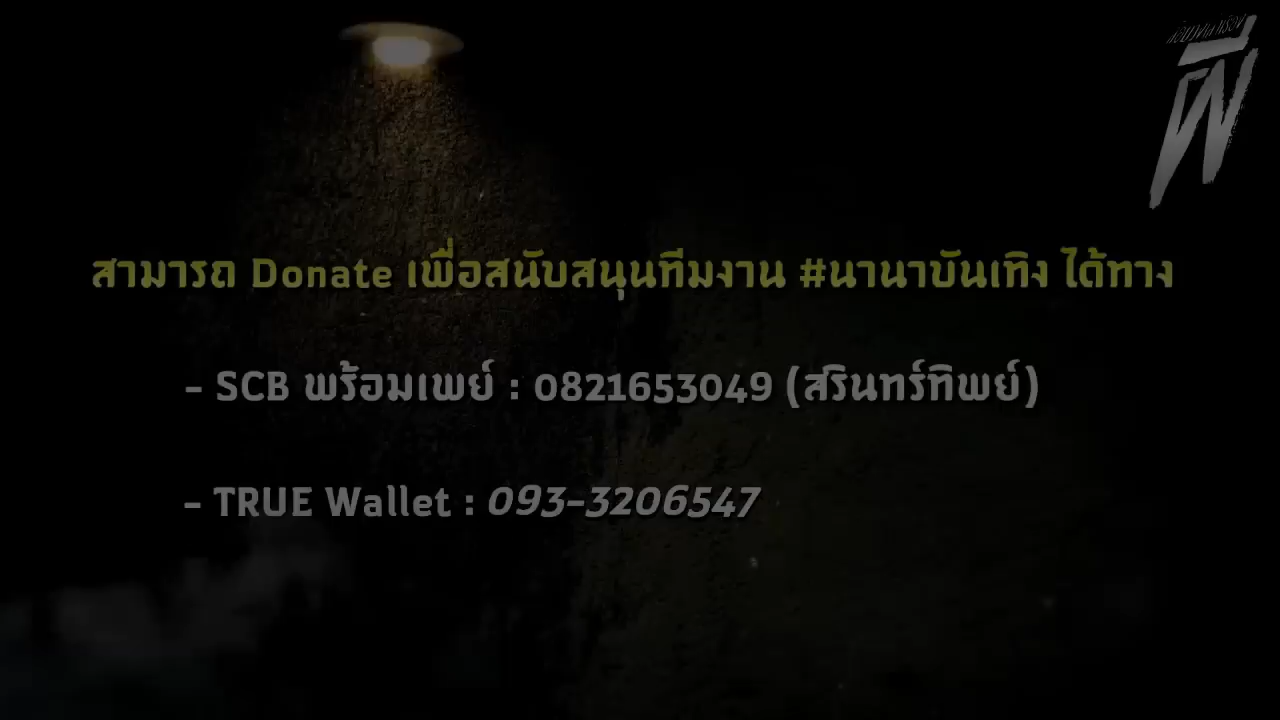 ผี
สามารถ Donate เพื่อสนับสนุนทีมงาน #นานาบันเทิง ได้ทาง
- SCB พร้อมเพย์ : 0821653049 (สรินทร์ทิพย์)
- TRUE Wallet : 093-3206547